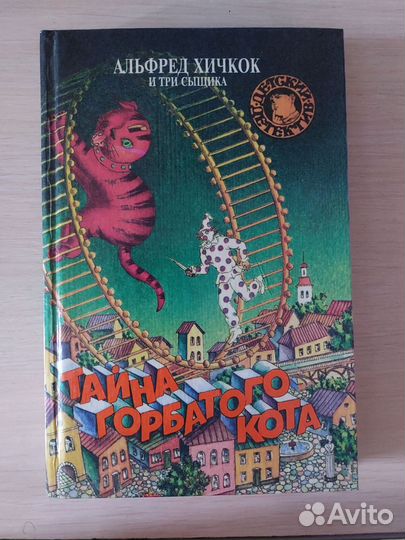 АЛЬФРЕД ХИЧКОК
И ТРИ СЫЩИКА
ДЕТСКИЙ
ДЕТЕКТИВ
ТАЙНА
ГОРБАТОГО
КОТА
Avito